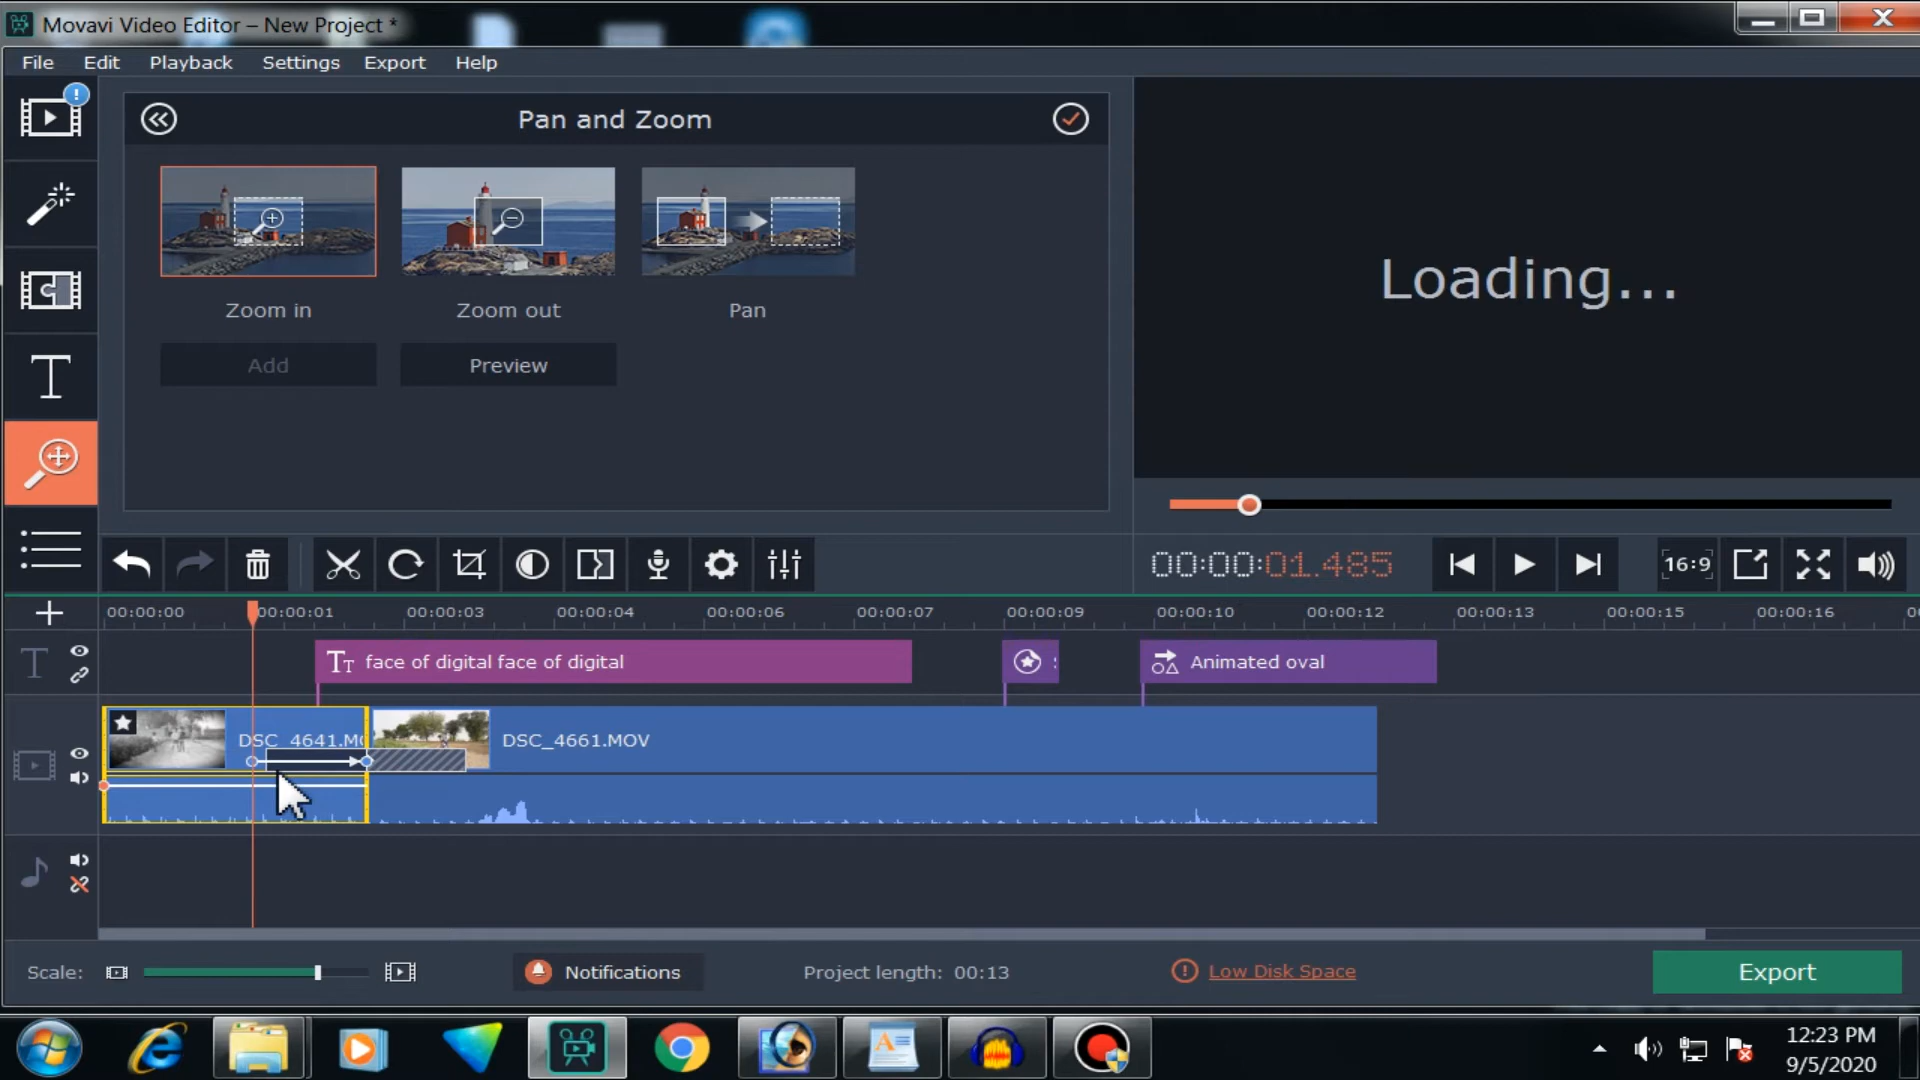 Movavi Video Editor – New Project *
File Edit Playback Settings Export Help
Pan and Zoom
Zoom in Zoom out Pan
Add Preview
Loading...
00:00:01.485
16:9
00:00:00 00:00:01 00:00:03 00:00:04 00:00:06 00:00:07 00:00:09 00:00:10 00:00:12 00:00:13 00:00:15 00:00:16
face of digital face of digital
Animated oval
DSC_4641.MO
DSC_4661.MOV
Scale:
Notifications
Project length: 00:13
Low Disk Space
Export
12:23 PM
9/5/2020